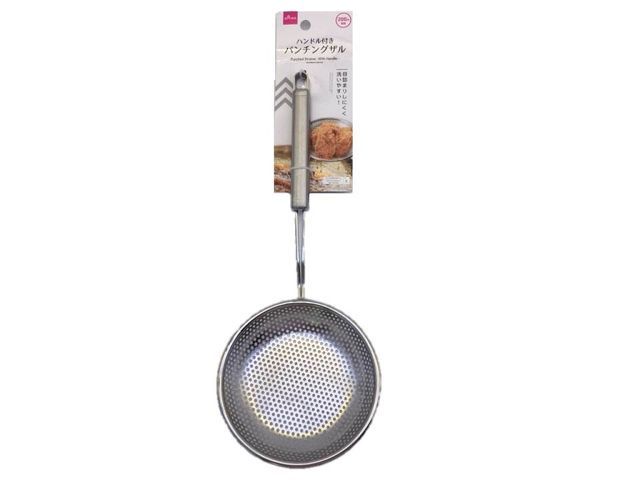 200円
ハンドル付き
パンチングザル
Punched Strainer, With Handle
目詰まりしにくく
洗いやすい!